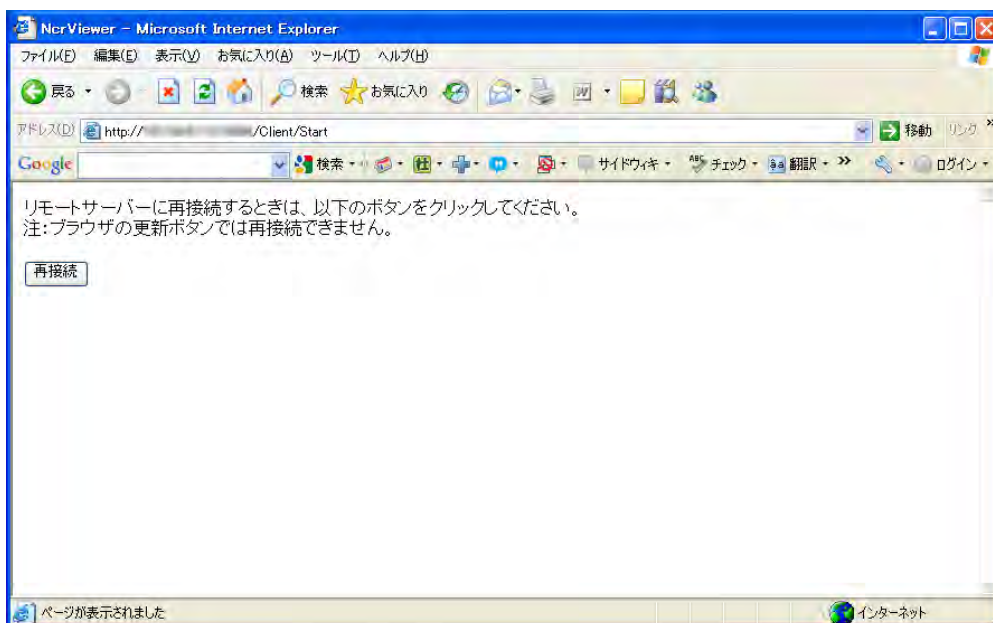 NcrViewer - Microsoft Internet Explorer
ファイル(F) 編集(E) 表示(V) お気に入り(A) ツール(T) ヘルプ(H)
戻る 検索 お気に入り
アドレス(D) http:// /Client/Start 移動 リンク »
Google 検索 社 サイドウィキ チェック 翻訳 » ログイン
リモートサーバーに再接続するときは、以下のボタンをクリックしてください。
注:ブラウザの更新ボタンでは再接続できません。
再接続
ページが表示されました インターネット